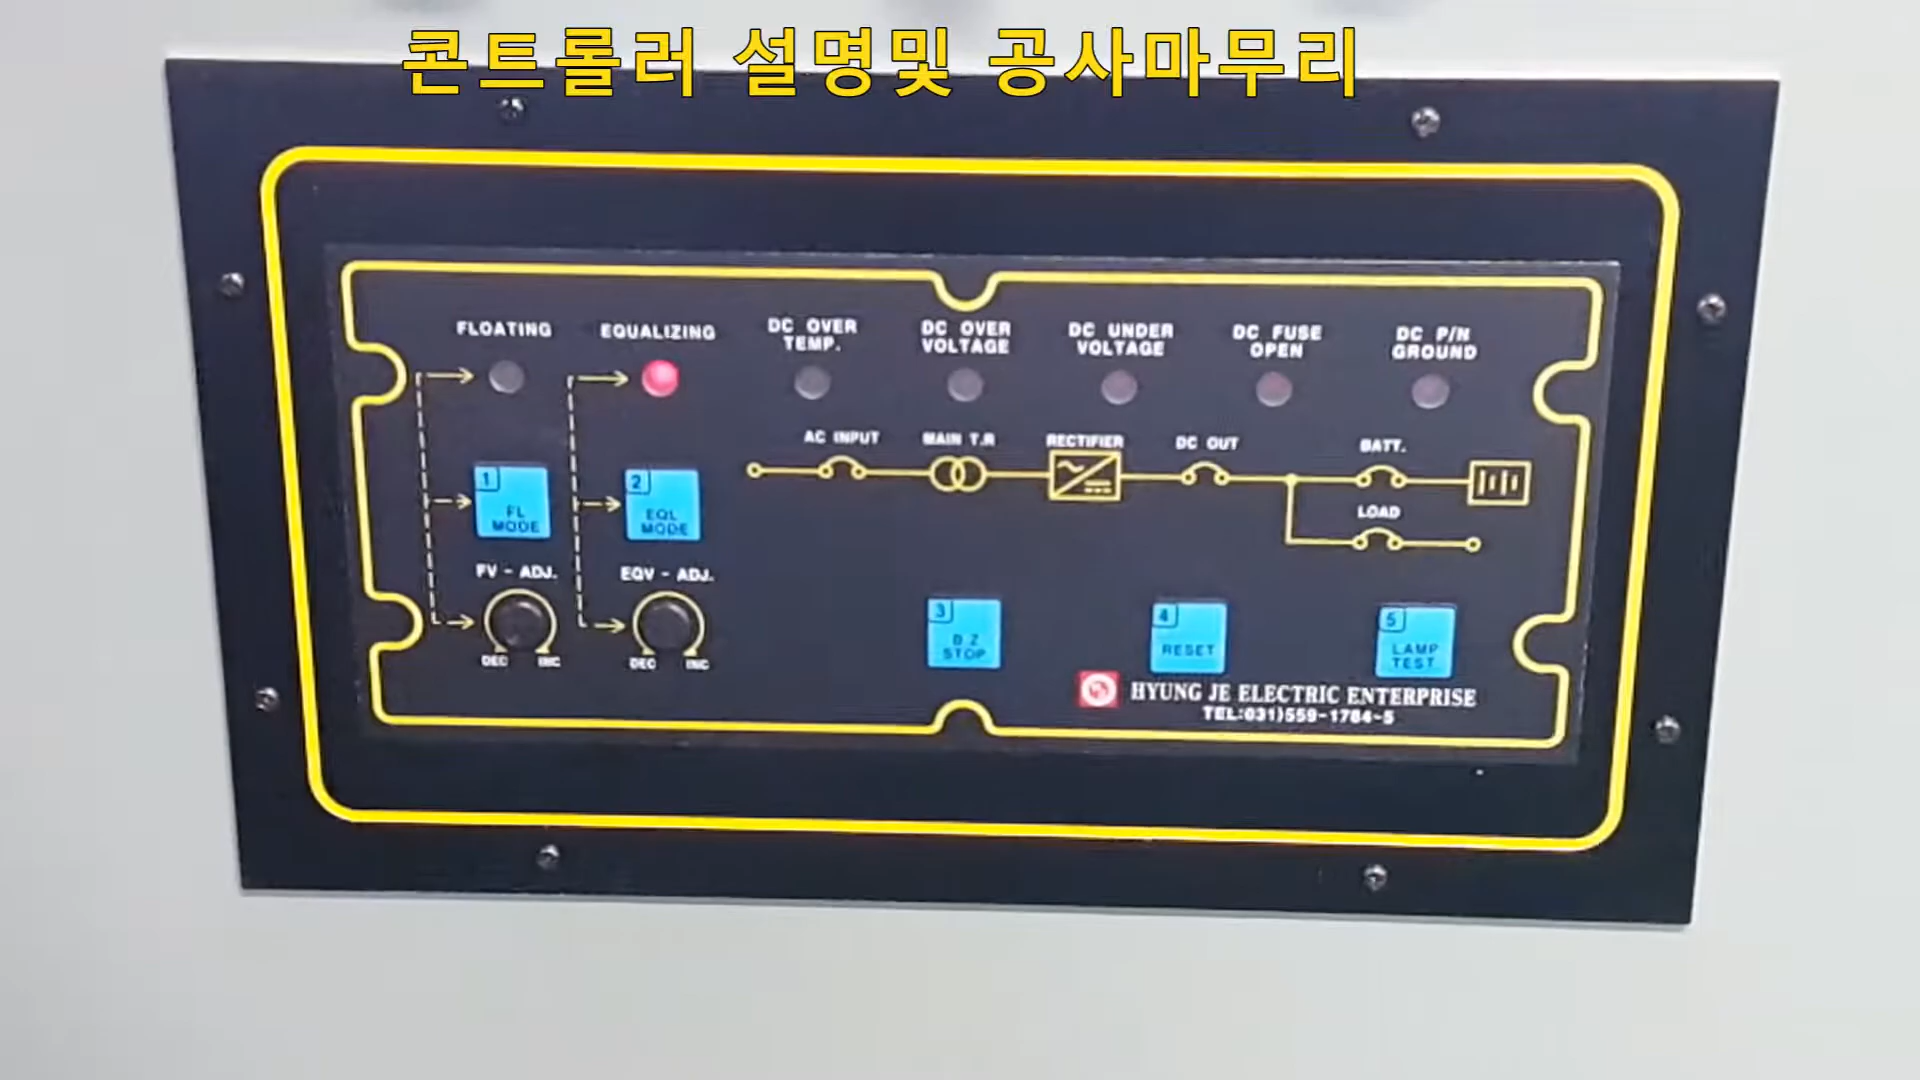 콘트롤러 설명및 공사마무리
FLOATING
EQUALIZING
DC OVER
TEMP.
DC OVER
VOLTAGE
DC UNDER
VOLTAGE
DC FUSE
OPEN
DC P/N
GROUND
AC INPUT
MAIN T.R
RECTIFIER
DC OUT
BATT.
LOAD
1
FL
MODE
2
EQL
MODE
FV - ADJ.
EQV - ADJ.
DEC INC
DEC INC
3
B Z
STOP
4
RESET
5
LAMP
TEST
HYUNG JE ELECTRIC ENTERPRISE
TEL:031)559-1764~5